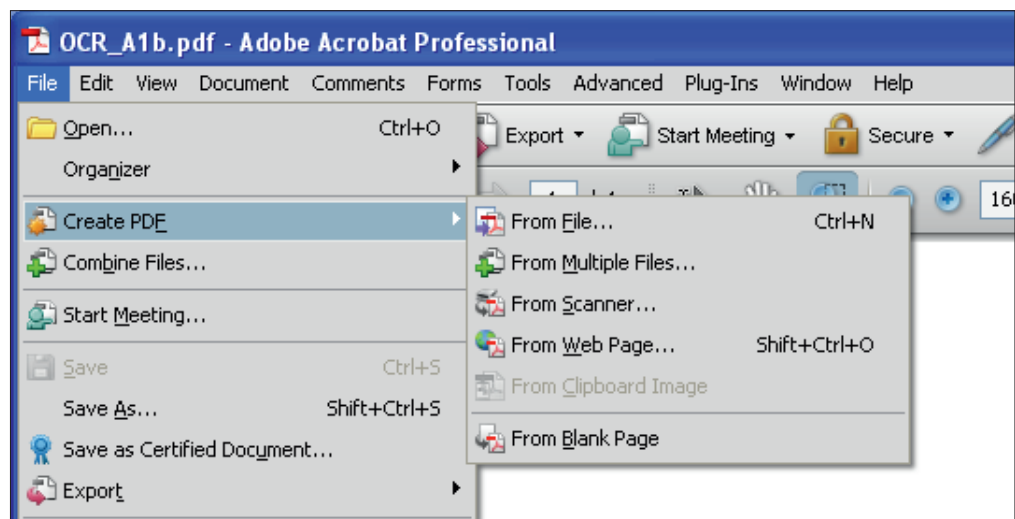 OCR_A1b.pdf - Adobe Acrobat Professional
File Edit View Document Comments Forms Tools Advanced Plug-Ins Window Help
Export Start Meeting Secure
Open... Ctrl+O
Organizer
Create PDF
Combine Files...
Start Meeting...
Save Ctrl+S
Save As... Shift+Ctrl+S
Save as Certified Document...
Export
From File... Ctrl+N
From Multiple Files...
From Scanner...
From Web Page... Shift+Ctrl+O
From Clipboard Image
From Blank Page